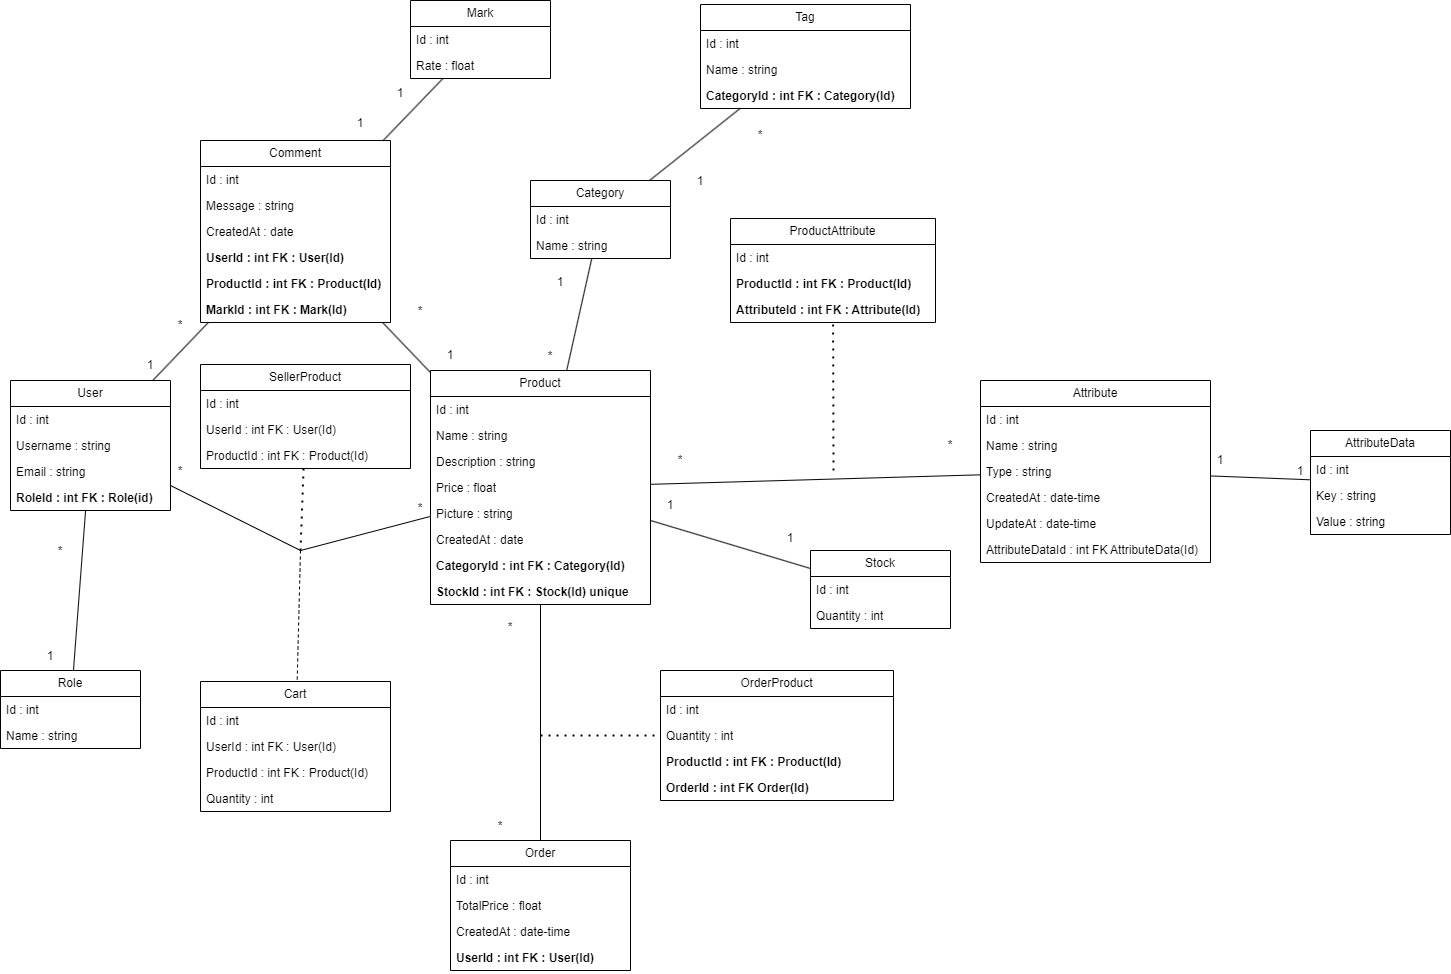 Mark
Id : int
Rate : float
1
1
Tag
Id : int
Name : string
CategoryId : int FK : Category(Id)
*
1
Comment
Id : int
Message : string
CreatedAt : date
UserId : int FK : User(Id)
ProductId : int FK : Product(Id)
MarkId : int FK : Mark(Id)
*
1
*
1
Category
Id : int
Name : string
1
*
ProductAttribute
Id : int
ProductId : int FK : Product(Id)
AttributeId : int FK : Attribute(Id)
User
Id : int
Username : string
Email : string
RoleId : int FK : Role(id)
*
*
1
SellerProduct
Id : int
UserId : int FK : User(Id)
ProductId : int FK : Product(Id)
*
Product
Id : int
Name : string
Description : string
Price : float
Picture : string
CreatedAt : date
CategoryId : int FK : Category(Id)
StockId : int FK : Stock(Id) unique
*
*
1
1
*
*
Attribute
Id : int
Name : string
Type : string
CreatedAt : date-time
UpdateAt : date-time
AttributeDataId : int FK AttributeData(Id)
1
1
AttributeData
Id : int
Key : string
Value : string
Stock
Id : int
Quantity : int
Role
Id : int
Name : string
Cart
Id : int
UserId : int FK : User(Id)
ProductId : int FK : Product(Id)
Quantity : int
OrderProduct
Id : int
Quantity : int
ProductId : int FK : Product(Id)
OrderId : int FK Order(Id)
Order
Id : int
TotalPrice : float
CreatedAt : date-time
UserId : int FK : User(Id)